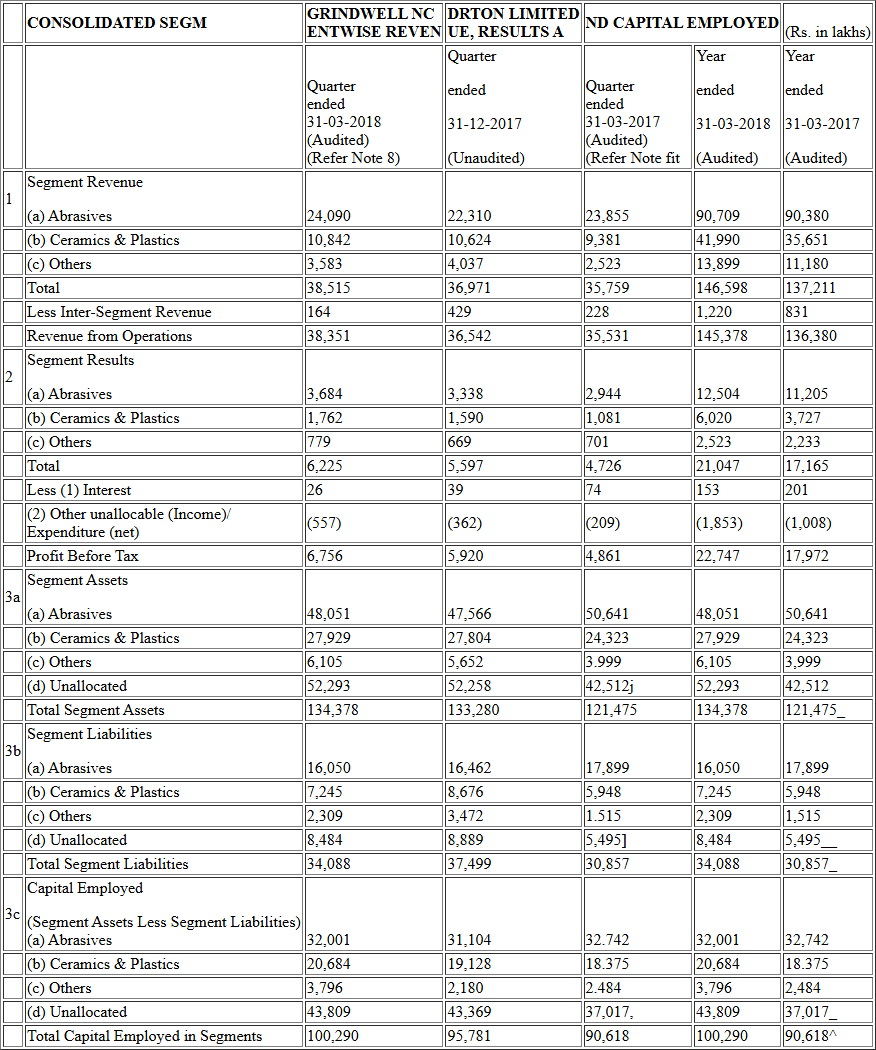 CONSOLIDATED SEGM GRINDWELL NC ENTWISE REVEN DRTON LIMITED UE, RESULTS A ND CAPITAL EMPLOYED (Rs. in lakhs)
Quarter ended 31-03-2018 (Audited) (Refer Note 8) Quarter ended 31-12-2017 (Unaudited) Quarter ended 31-03-2017 (Audited) (Refer Note fit Year ended 31-03-2018 (Audited) Year ended 31-03-2017 (Audited)
1 Segment Revenue
(a) Abrasives 24,090 22,310 23,855 90,709 90,380
(b) Ceramics & Plastics 10,842 10,624 9,381 41,990 35,651
(c) Others 3,583 4,037 2,523 13,899 11,180
Total 38,515 36,971 35,759 146,598 137,211
Less Inter-Segment Revenue 164 429 228 1,220 831
Revenue from Operations 38,351 36,542 35,531 145,378 136,380
2 Segment Results
(a) Abrasives 3,684 3,338 2,944 12,504 11,205
(b) Ceramics & Plastics 1,762 1,590 1,081 6,020 3,727
(c) Others 779 669 701 2,523 2,233
Total 6,225 5,597 4,726 21,047 17,165
Less (1) Interest 26 39 74 153 201
(2) Other unallocable (Income)/
Expenditure (net) (557) (362) (209) (1,853) (1,008)
Profit Before Tax 6,756 5,920 4,861 22,747 17,972
3a Segment Assets
(a) Abrasives 48,051 47,566 50,641 48,051 50,641
(b) Ceramics & Plastics 27,929 27,804 24,323 27,929 24,323
(c) Others 6,105 5,652 3.999 6,105 3,999
(d) Unallocated 52,293 52,258 42,512j 52,293 42,512
Total Segment Assets 134,378 133,280 121,475 134,378 121,475_
3b Segment Liabilities
(a) Abrasives 16,050 16,462 17,899 16,050 17,899
(b) Ceramics & Plastics 7,245 8,676 5,948 7,245 5,948
(c) Others 2,309 3,472 1.515 2,309 1,515
(d) Unallocated 8,484 8,889 5,495] 8,484 5,495__
Total Segment Liabilities 34,088 37,499 30,857 34,088 30,857_
3c Capital Employed
(Segment Assets Less Segment Liabilities)
(a) Abrasives 32,001 31,104 32.742 32,001 32,742
(b) Ceramics & Plastics 20,684 19,128 18.375 20,684 18.375
(c) Others 3,796 2,180 2.484 3,796 2,484
(d) Unallocated 43,809 43,369 37,017, 43,809 37,017_
Total Capital Employed in Segments 100,290 95,781 90,618 100,290 90,618^